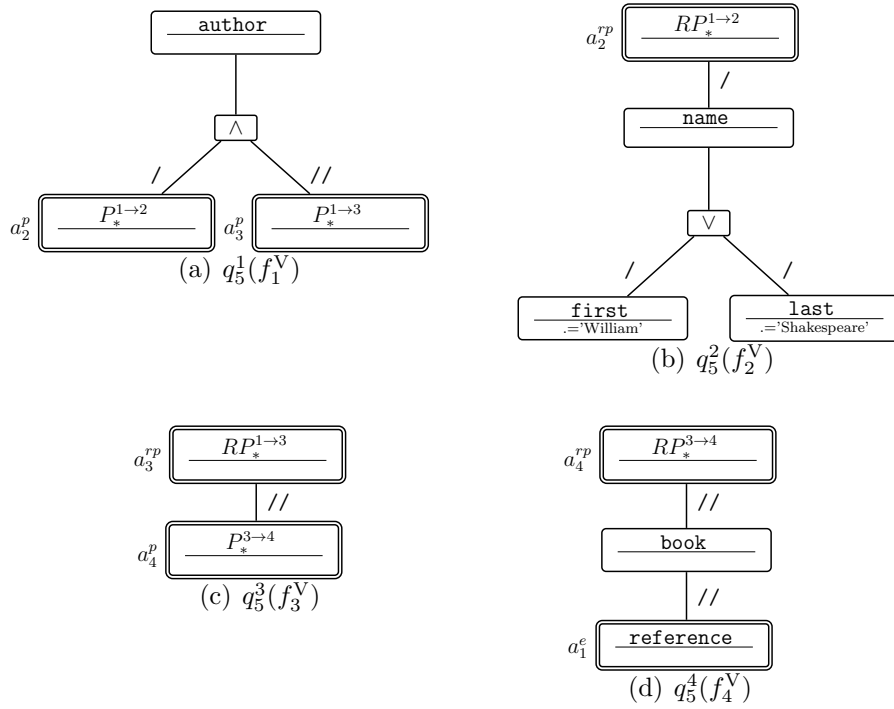 author
∧
/ //
a_2^p P_*^{1→2} a_3^p P_*^{1→3}
(a) q_5^1(f_1^V)
a_2^{rp} RP_*^{1→2}
/
name
∨
/ /
first last
.='William' .='Shakespeare'
(b) q_5^2(f_2^V)
a_3^{rp} RP_*^{1→3}
//
a_4^p P_*^{3→4}
(c) q_5^3(f_3^V)
a_4^{rp} RP_*^{3→4}
//
book
//
a_1^e reference
(d) q_5^4(f_4^V)